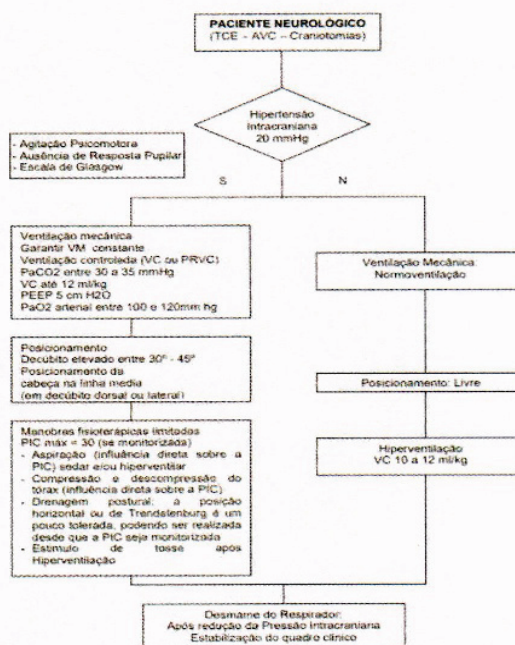 PACIENTE NEUROLÓGICO
(TCE - AVC - Craniotomias)
Hipertensão
Intracraniana
20 mmHg
- Agitação Psicomotora
- Ausência de Resposta Pupilar
- Escala de Glasgow
S
N
Ventilação mecânica
Garantir VM constante
Ventilação controlada (VC ou PRVC)
PaCO2 entre 30 a 35 mmHg
VC até 12 ml/kg
PEEP 5 cm H2O
PaO2 arterial entre 100 e 120mm hg
Ventilação Mecânica:
Normoventilação
Posicionamento
Decúbito elevado entre 30º - 45º
Posicionamento da
cabeça na linha media
(em decúbito dorsal ou lateral)
Posicionamento: Livre
Manobras fisioterápicas limitadas
PIC máx = 30 (se monitorizada)
- Aspiração (influência direta sobre a
PIC) sedar e/ou hiperventilar
- Compressão e descompressão do
tórax (influência direta sobre a PIC)
- Drenagem postural: a posição
horizontal ou de Trendelenburg é um
pouco tolerada, podendo ser realizada
desde que a PIC seja monitorizada
- Estimulo de tosse após
Hiperventilação
Hiperventilação
VC 10 a 12 ml/kg
Desmame do Respirador:
Após redução da Pressão Intracraniana
Estabilização do quadro clínico